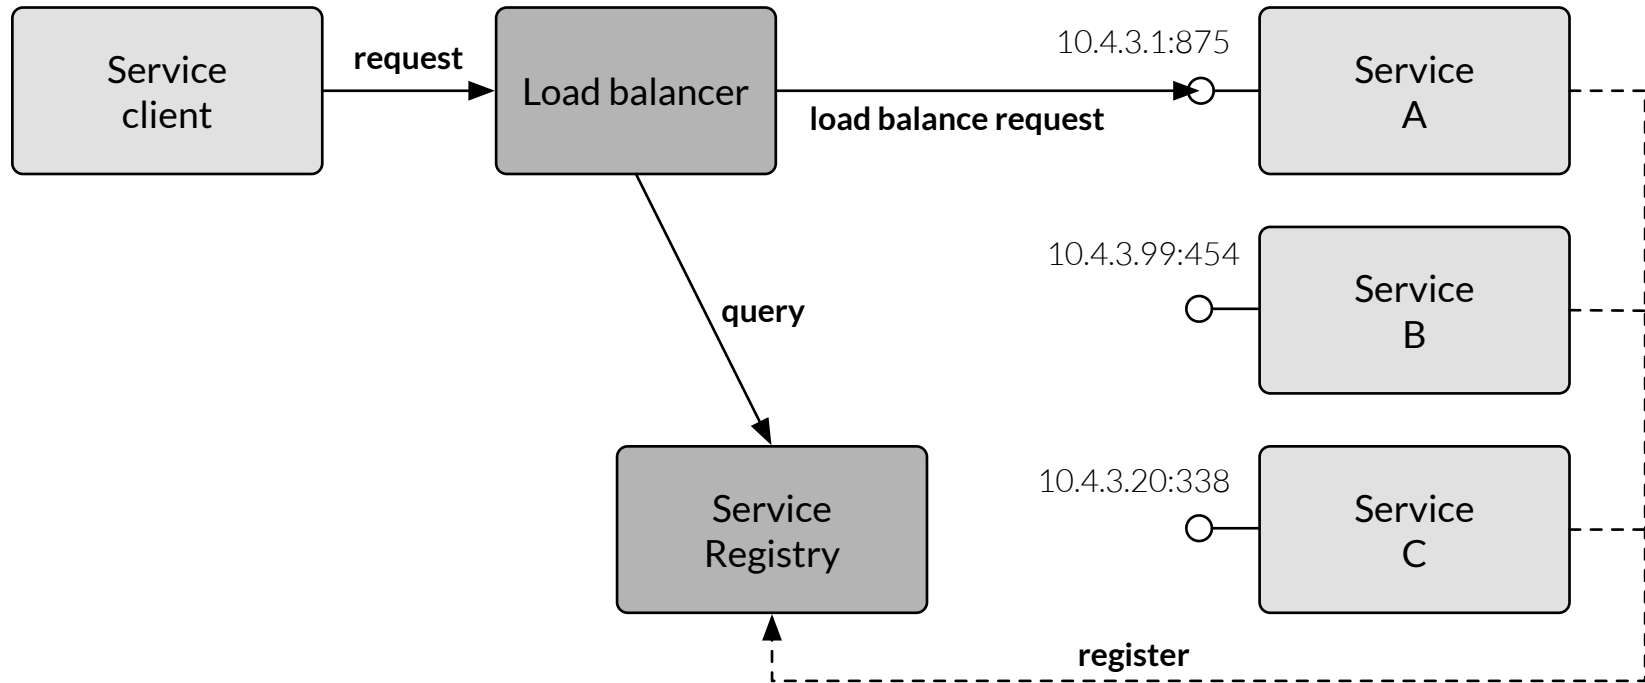 Service
client
request
Load balancer
load balance request
10.4.3.1:875
Service
A
10.4.3.99:454
Service
B
query
Service
Registry
10.4.3.20:338
Service
C
register